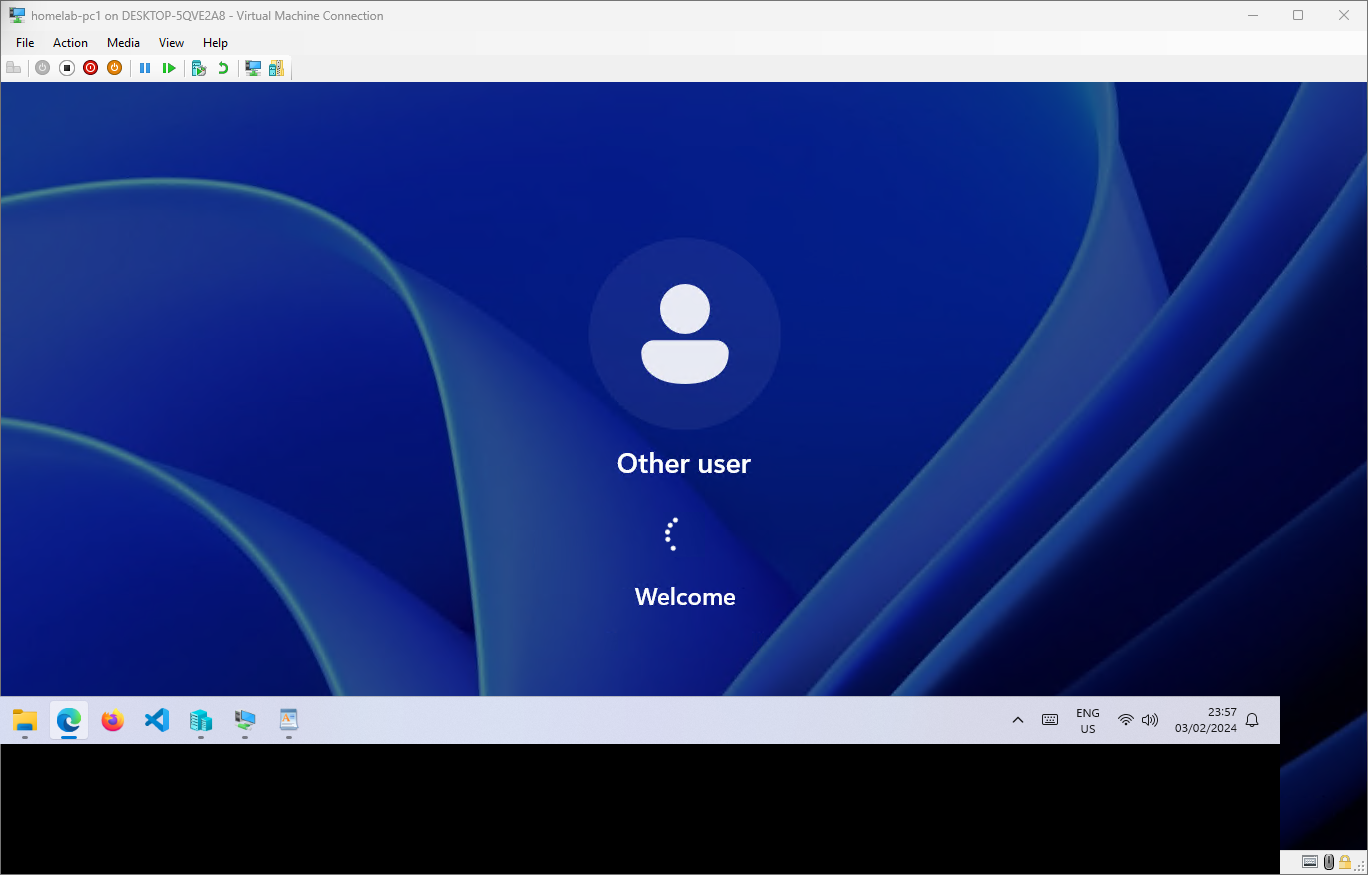 homelab-pc1 on DESKTOP-5QVE2A8 - Virtual Machine Connection
File Action Media View Help
Other user
Welcome
ENG
US
23:57
03/02/2024